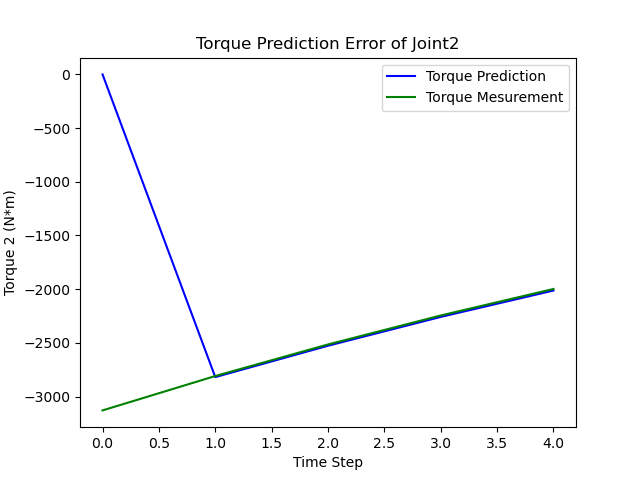 Torque Prediction Error of Joint2
Torque Prediction
Torque Mesurement
Torque 2 (N*m)
0
−500
−1000
−1500
−2000
−2500
−3000
0.0 0.5 1.0 1.5 2.0 2.5 3.0 3.5 4.0
Time Step